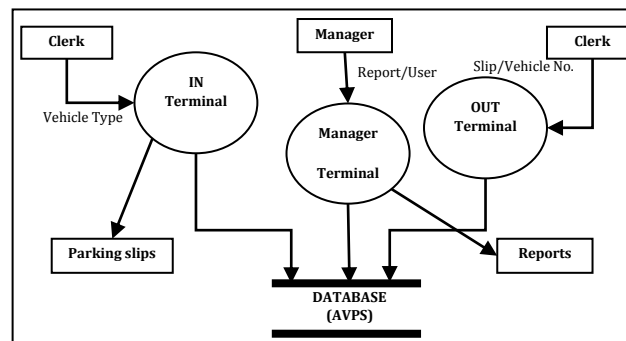 Clerk
Manager
Clerk
Slip/Vehicle No.
Report/User
IN
Terminal
OUT
Terminal
Vehicle Type
Manager
Terminal
Parking slips
Reports
DATABASE
(AVPS)